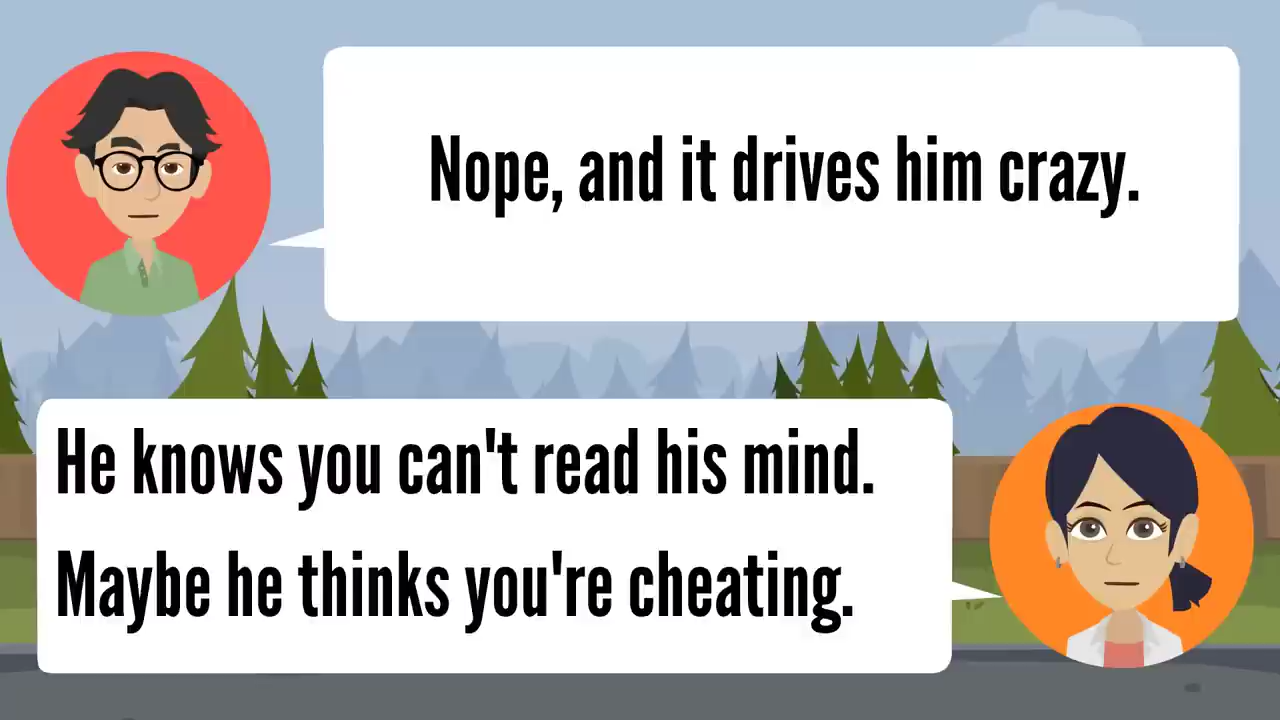 Nope, and it drives him crazy.
He knows you can't read his mind.
Maybe he thinks you're cheating.